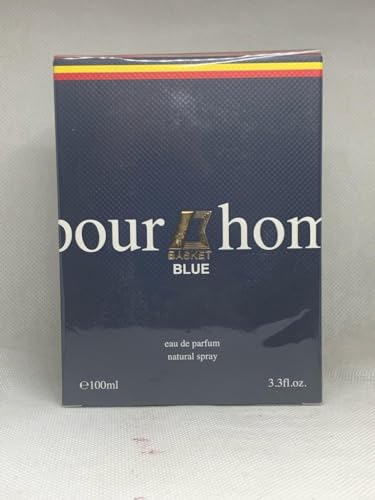 pour hom
BASKET
BLUE
eau de parfum
natural spray
℮100ml 3.3fl.oz.